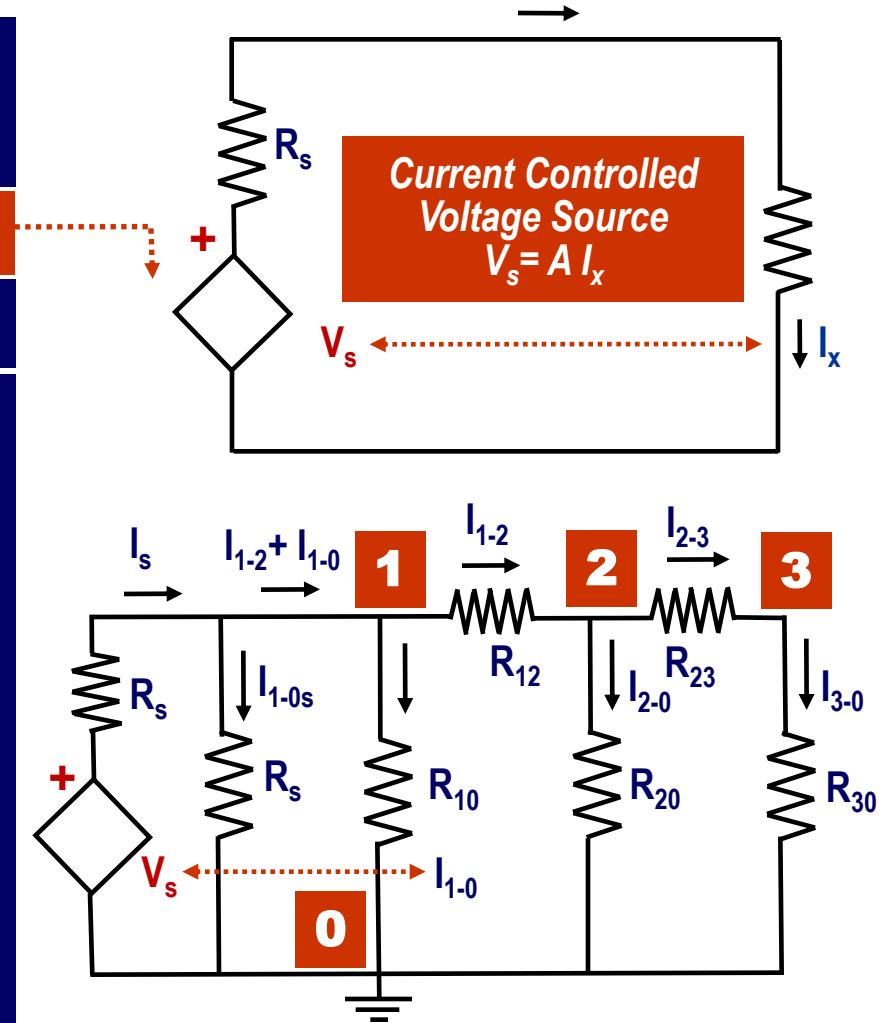 Rs
Current Controlled
Voltage Source
Vs= A Ix
+
Vs
Ix
Is
I1-2+ I1-0
1
I1-2
2
I2-3
3
Rs
I1-0s
R12
I2-0
R23
I3-0
+
Rs
R10
R20
R30
Vs
I1-0
0